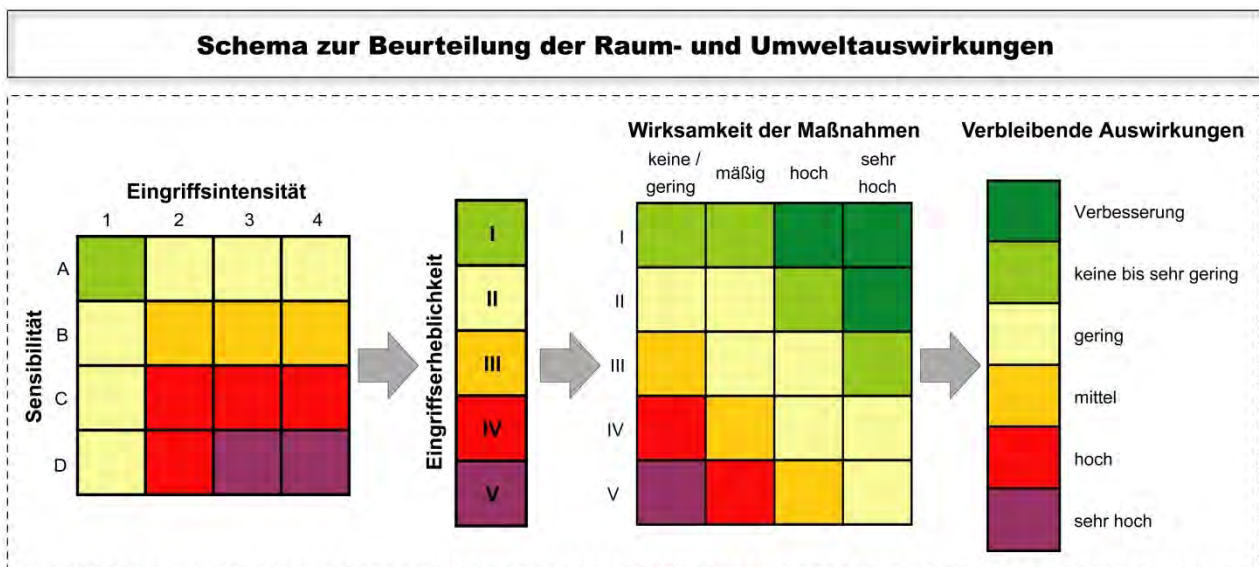 Schema zur Beurteilung der Raum- und Umweltauswirkungen
Eingriffsintensität
1 2 3 4
Sensibilität
A
B
C
D
Eingriffserheblichkeit
I
II
III
IV
V
Wirksamkeit der Maßnahmen
keine / gering
mäßig
hoch
sehr hoch
I
II
III
IV
V
Verbleibende Auswirkungen
Verbesserung
keine bis sehr gering
gering
mittel
hoch
sehr hoch